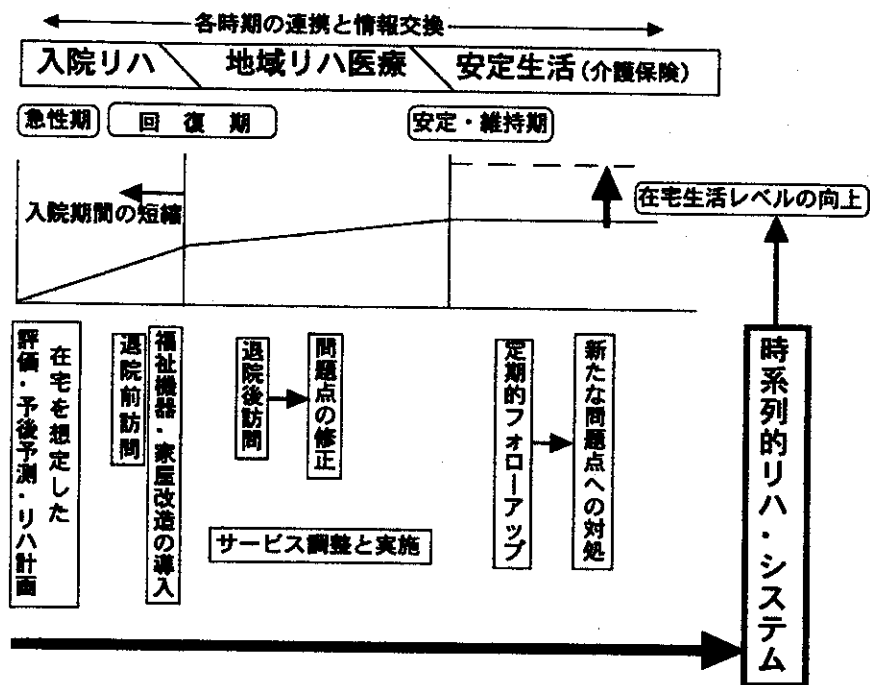 各時期の連携と情報交換
入院リハ
地域リハ医療
安定生活(介護保険)
急性期
回復期
安定・維持期
入院期間の短縮
在宅生活レベルの向上
在宅を想定した
評価・予後予測・リハ計画
退院前訪問
福祉機器・家屋改造の導入
退院後訪問
問題点の修正
定期的フォローアップ
新たな問題点への対処
サービス調整と実施
時系列的リハ・システム